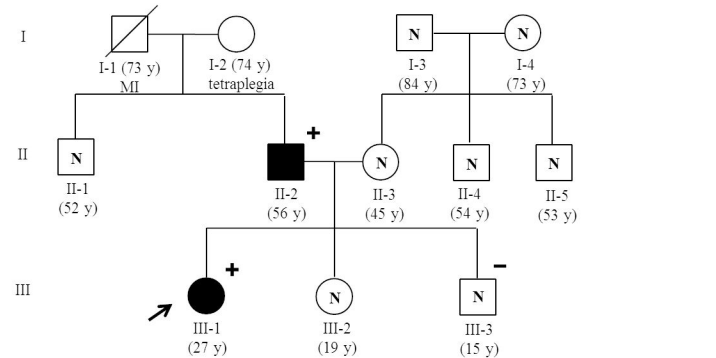 I
I-1 (73 y)
MI
I-2 (74 y)
tetraplegia
N
I-3
(84 y)
N
I-4
(73 y)
II
N
II-1
(52 y)
+
II-2
(56 y)
N
II-3
(45 y)
N
II-4
(54 y)
N
II-5
(53 y)
III
+
III-1
(27 y)
N
III-2
(19 y)
–
N
III-3
(15 y)